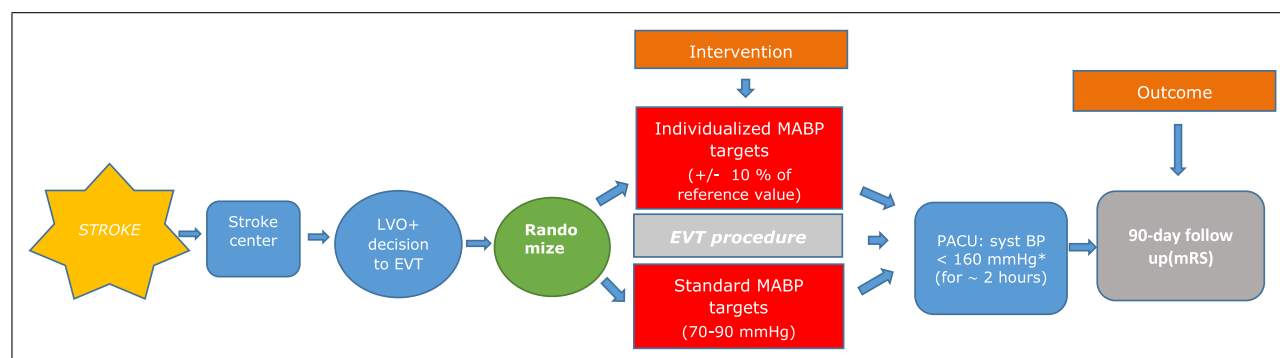 STROKE
Stroke
center
LVO+
decision
to EVT
Rando
mize
Intervention
Individualized MABP
targets
(+/-  10 % of
reference value)
EVT procedure
Standard MABP
targets
(70-90 mmHg)
PACU: syst BP
< 160 mmHg*
(for ~ 2 hours)
Outcome
90-day follow
up(mRS)